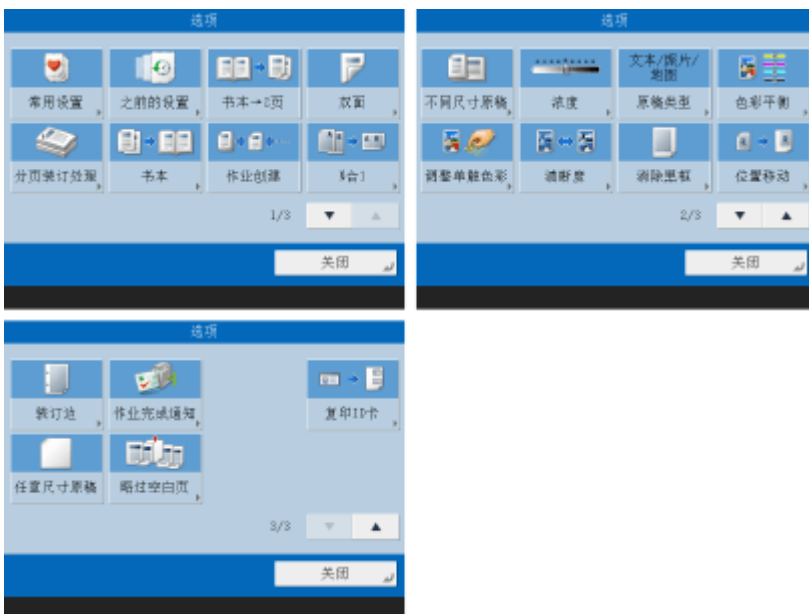 选项
常用设置
之前的设置
书本→2页
双面
分页装订处理
书本
作业创建
N合1
1/3
关闭
选项
文本/照片/
地图
不同尺寸原稿
浓度
原稿类型
色彩平衡
调整单触色彩
清晰度
消除黑框
位置移动
2/3
关闭
选项
装订边
作业完成通知
复印ID卡
任意尺寸原稿
略过空白页
3/3
关闭